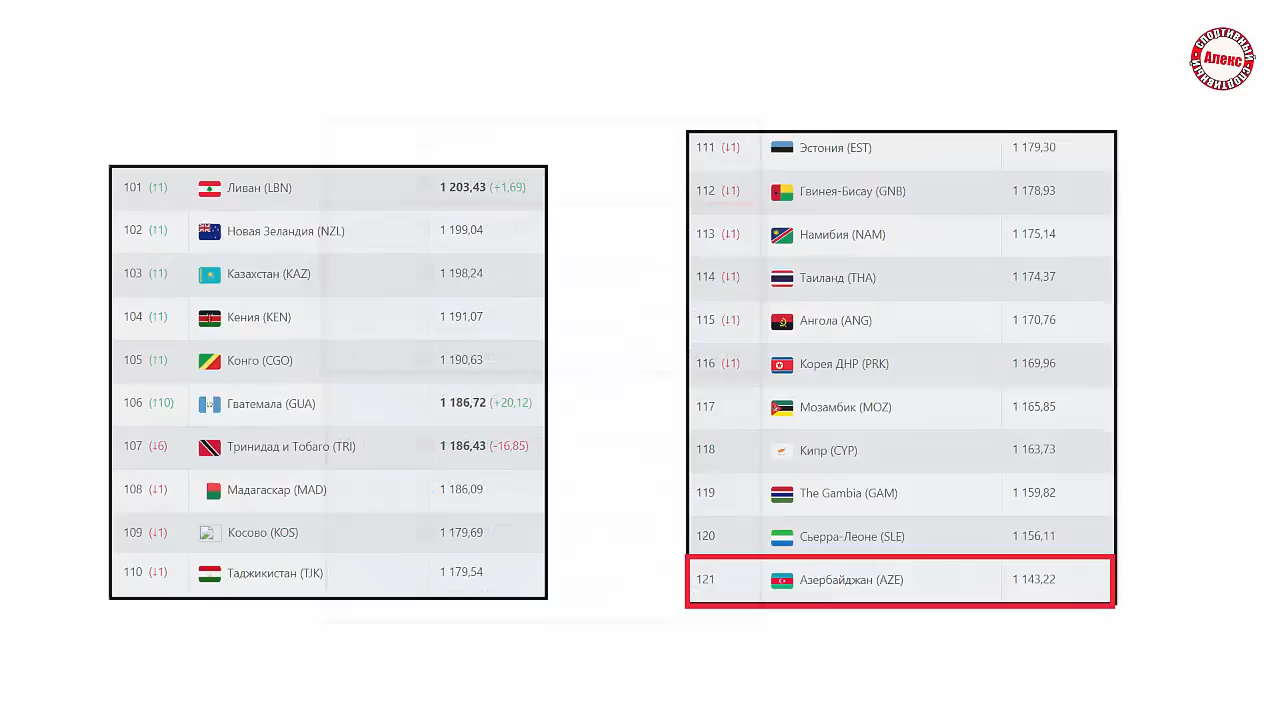 СПОРТИВНЫЙ
Алекс
СПОРТИВНЫЙ
101 (↑1) Ливан (LBN) 1 203,43 (+1,69)
102 (↑1) Новая Зеландия (NZL) 1 199,04
103 (↑1) Казахстан (KAZ) 1 198,24
104 (↑1) Кения (KEN) 1 191,07
105 (↑1) Конго (CGO) 1 190,63
106 (↑10) Гватемала (GUA) 1 186,72 (+20,12)
107 (↓6) Тринидад и Тобаго (TRI) 1 186,43 (-16,85)
108 (↓1) Мадагаскар (MAD) 1 186,09
109 (↓1) Косово (KOS) 1 179,69
110 (↓1) Таджикистан (TJK) 1 179,54
111 (↓1) Эстония (EST) 1 179,30
112 (↓1) Гвинея-Бисау (GNB) 1 178,93
113 (↓1) Намибия (NAM) 1 175,14
114 (↓1) Таиланд (THA) 1 174,37
115 (↓1) Ангола (ANG) 1 170,76
116 (↓1) Корея ДНР (PRK) 1 169,96
117 Мозамбик (MOZ) 1 165,85
118 Кипр (CYP) 1 163,73
119 The Gambia (GAM) 1 159,82
120 Сьерра-Леоне (SLE) 1 156,11
121 Азербайджан (AZE) 1 143,22